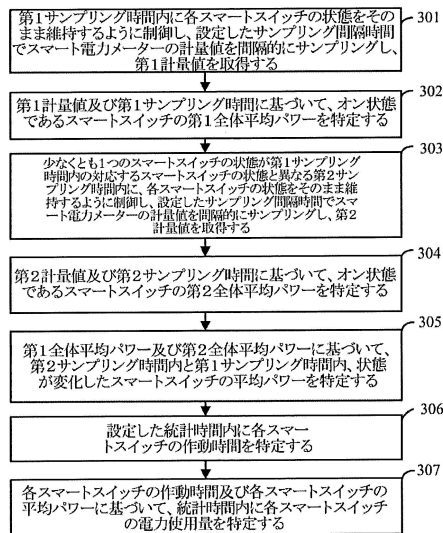 第1サンプリング時間内に各スマートスイッチの状態をその
まま維持するように制御し、設定したサンプリング間隔時間
でスマート電力メーターの計量値を間隔的にサンプリングし、
第1計量値を取得する
301
第1計量値及び第1サンプリング時間に基づいて、オン状態
であるスマートスイッチの第1全体平均パワーを特定する
302
少なくとも1つのスマートスイッチの状態が第1サンプリング
時間内の対応するスマートスイッチの状態と異なる第2サン
プリング時間内に、各スマートスイッチの状態をそのまま維
持するように制御し、設定したサンプリング間隔時間でスマ
ート電力メーターの計量値を間隔的にサンプリングし、第2
計量値を取得する
303
第2計量値及び第2サンプリング時間に基づいて、オン状態
であるスマートスイッチの第2全体平均パワーを特定する
304
第1全体平均パワー及び第2全体平均パワーに基づいて、
第2サンプリング時間内と第1サンプリング時間内、状態
が変化したスマートスイッチの平均パワーを特定する
305
設定した統計時間内に各スマー
トスイッチの作動時間を特定する
306
各スマートスイッチの作動時間及び各スマートスイッチの
平均パワーに基づいて、統計時間内に各スマートスイッチ
の電力使用量を特定する
307